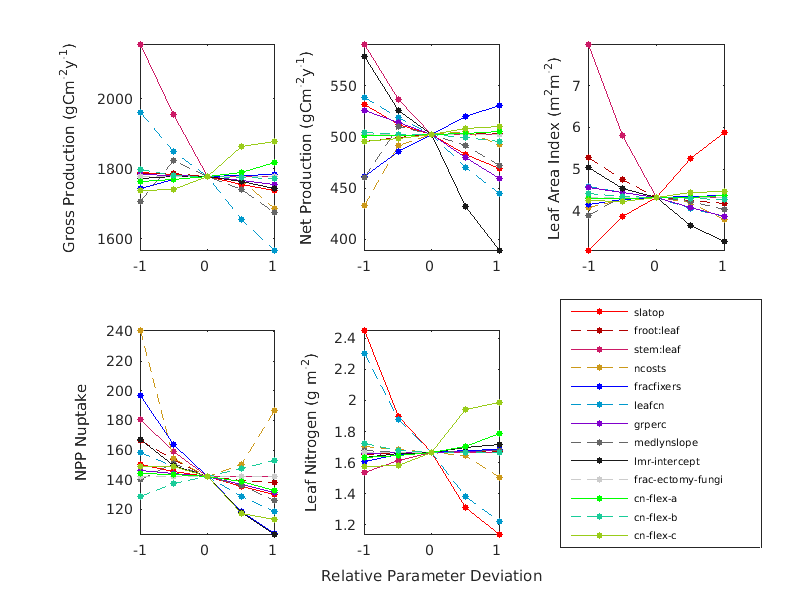 Gross Production (gCm⁻²y⁻¹)
2000
1800
1600
-1 0 1
Net Production (gCm⁻²y⁻¹)
550
500
450
400
-1 0 1
Leaf Area Index (m²m⁻²)
7
6
5
4
-1 0 1
NPP Nuptake
240
220
200
180
160
140
120
-1 0 1
Leaf Nitrogen (g m⁻²)
2.4
2.2
2
1.8
1.6
1.4
1.2
-1 0 1
Relative Parameter Deviation
slatop
froot:leaf
stem:leaf
ncosts
fracfixers
leafcn
grperc
medlynslope
lmr-intercept
frac-ectomy-fungi
cn-flex-a
cn-flex-b
cn-flex-c